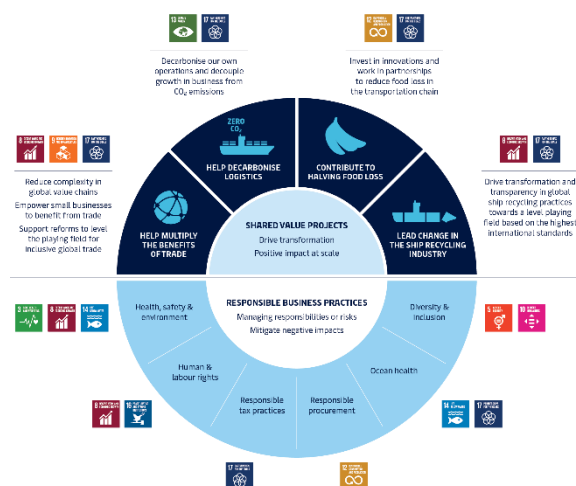 Decarbonise our own
operations and decouple
growth in business from
CO₂ emissions
Invest in innovations and
work in partnerships
to reduce food loss in
the transportation chain
ZERO
CO₂
HELP DECARBONISE
LOGISTICS
CONTRIBUTE TO
HALVING FOOD LOSS
Reduce complexity in
global value chains
Empower small businesses
to benefit from trade
Support reforms to level
the playing field for
inclusive global trade
HELP MULTIPLY
THE BENEFITS
OF TRADE
LEAD CHANGE IN
THE SHIP RECYCLING
INDUSTRY
Drive transformation and
transparency in global
ship recycling practices
towards a level playing
field based on the highest
international standards
SHARED VALUE PROJECTS
Drive transformation
Positive impact at scale
RESPONSIBLE BUSINESS PRACTICES
Managing responsibilities or risks
Mitigate negative impacts
Health, safety &
environment
Diversity &
inclusion
Human &
labour rights
Ocean health
Responsible
tax practices
Responsible
procurement
13
17
12
17
8
9
17
8
17
3
8
14
5
10
8
16
14
17
17
12